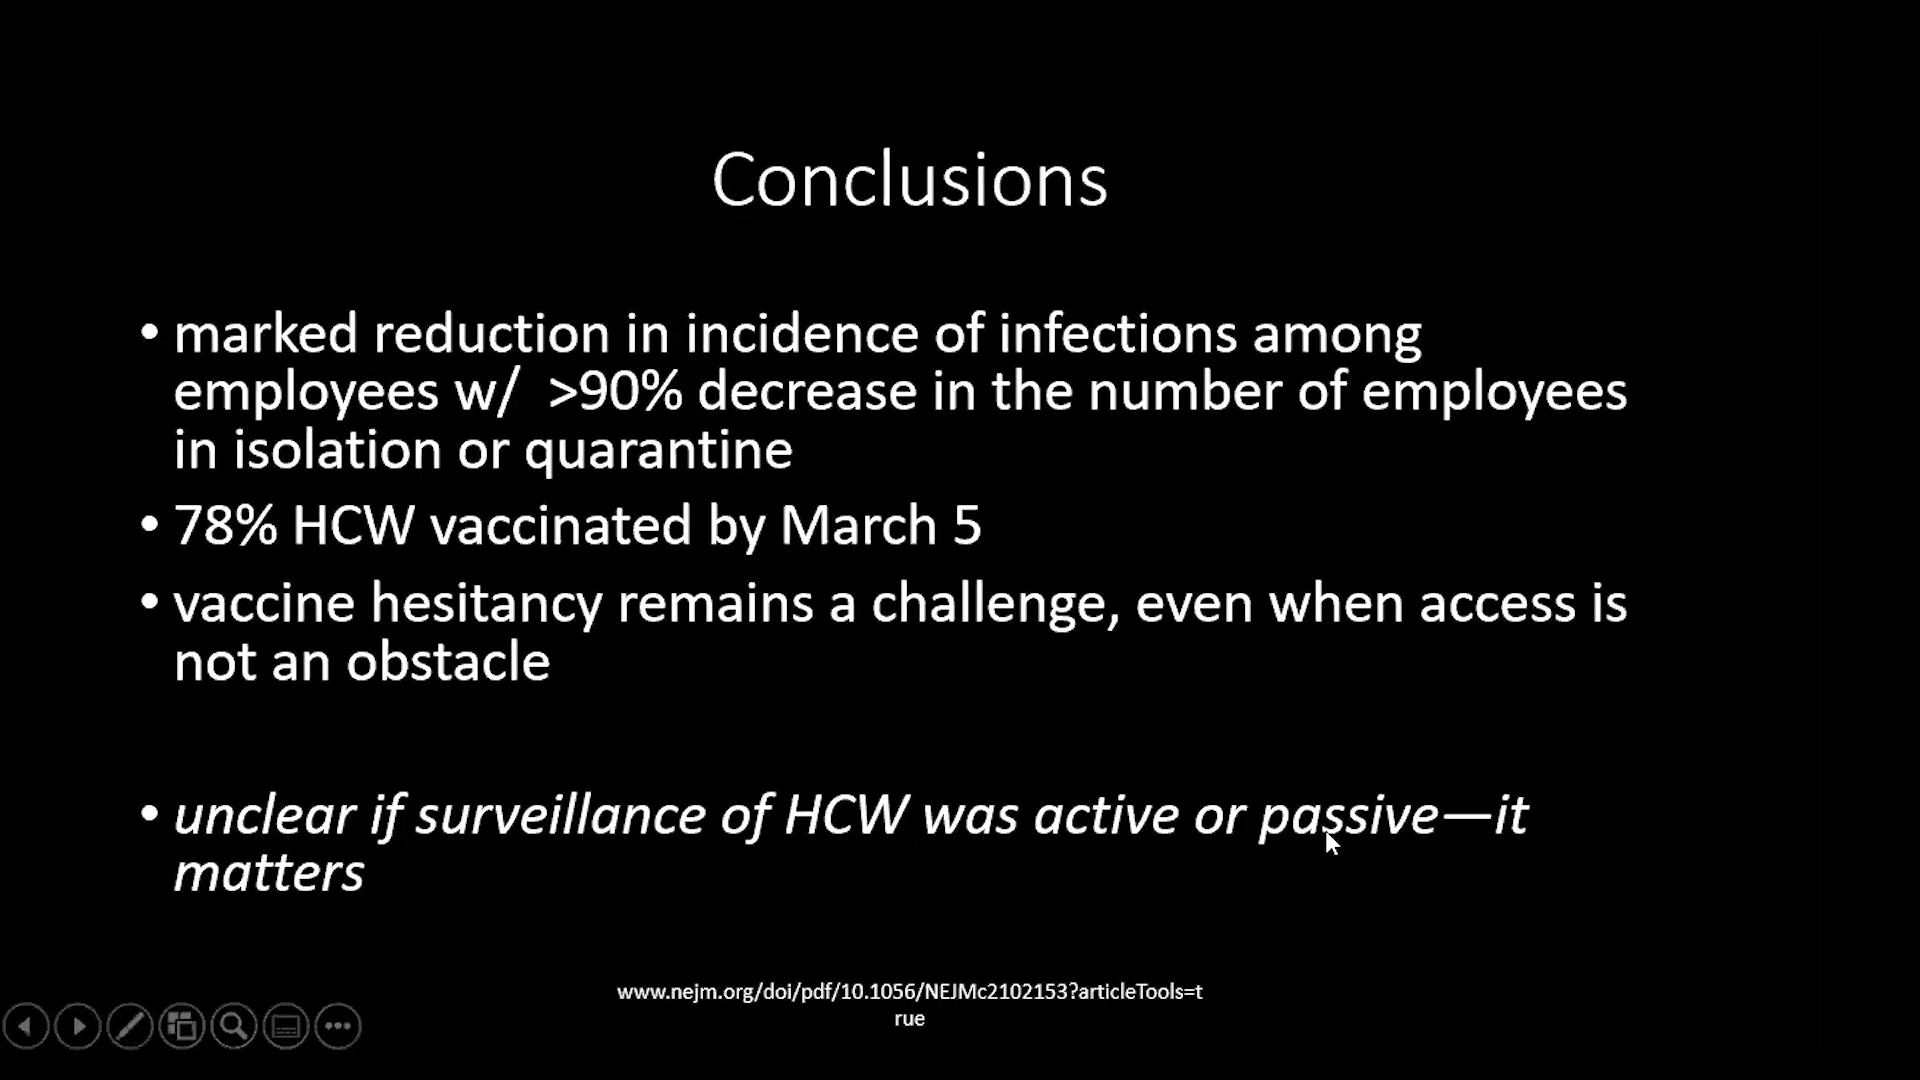 Conclusions
• marked reduction in incidence of infections among
employees w/  >90% decrease in the number of employees
in isolation or quarantine
• 78% HCW vaccinated by March 5
• vaccine hesitancy remains a challenge, even when access is
not an obstacle
• unclear if surveillance of HCW was active or passive—it
matters
www.nejm.org/doi/pdf/10.1056/NEJMc2102153?articleTools=t
rue